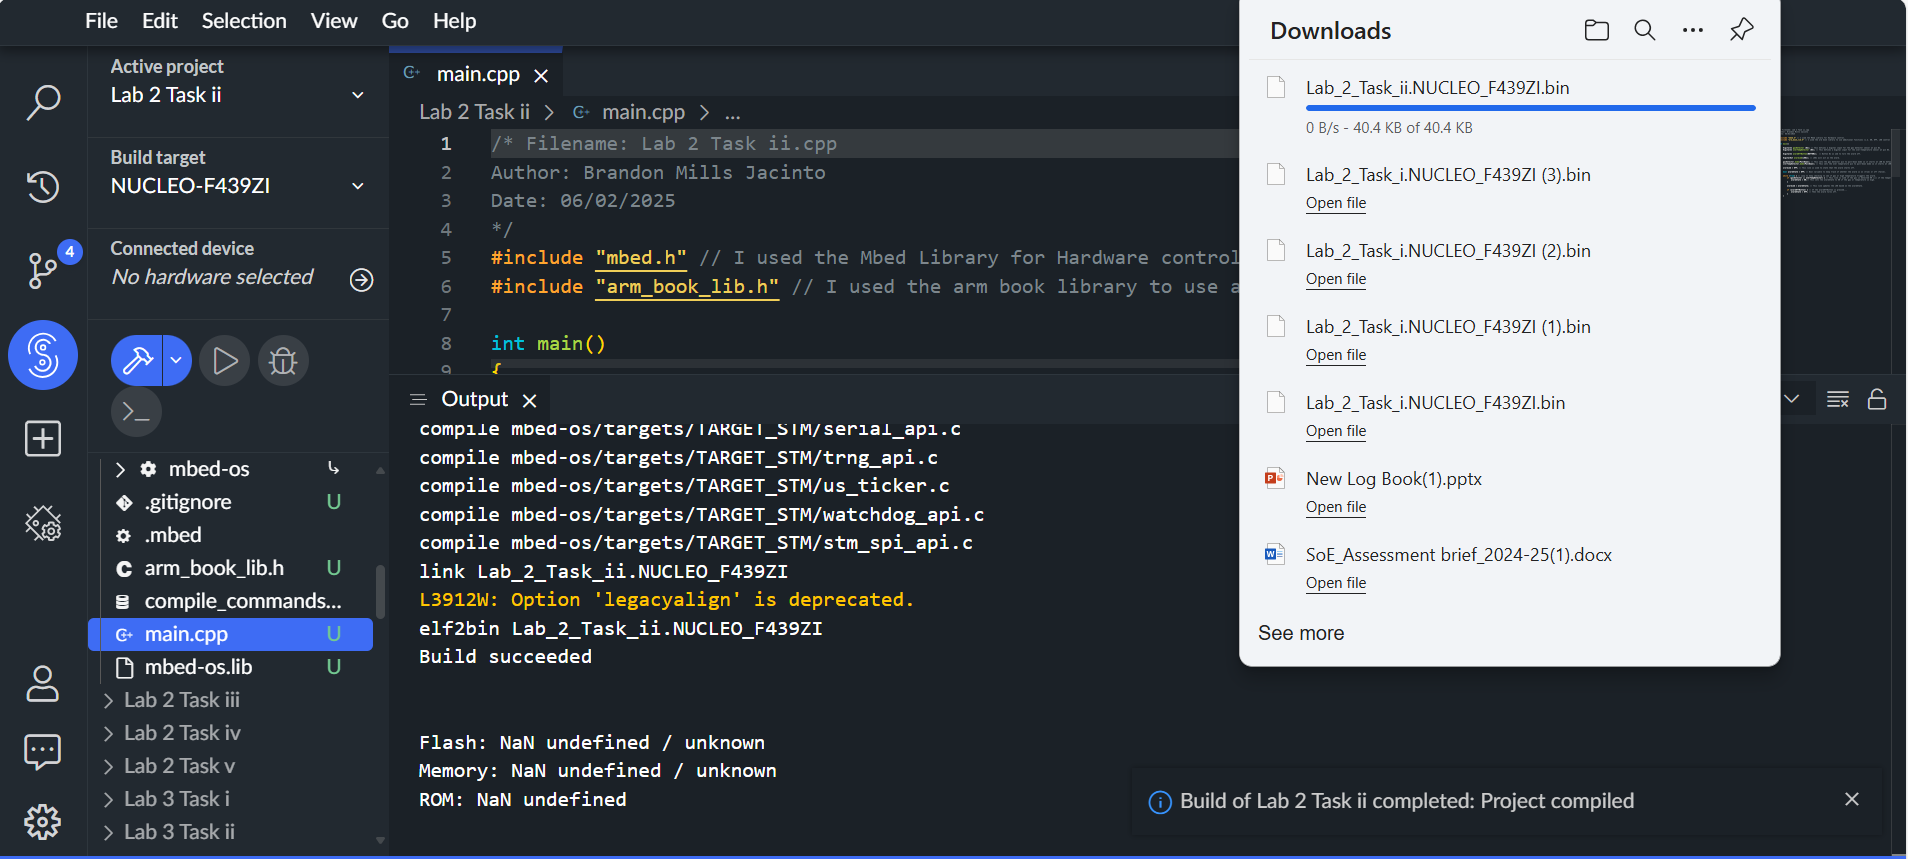 File Edit Selection View Go Help
Active project
Lab 2 Task ii
Build target
NUCLEO-F439ZI
Connected device
No hardware selected
4
mbed-os
.gitignore U
.mbed
arm_book_lib.h U
compile_commands...
main.cpp U
mbed-os.lib U
Lab 2 Task iii
Lab 2 Task iv
Lab 2 Task v
Lab 3 Task i
Lab 3 Task ii
main.cpp
Lab 2 Task ii > main.cpp > ...
1 /* Filename: Lab 2 Task ii.cpp
2 Author: Brandon Mills Jacinto
3 Date: 06/02/2025
4 */
5 #include "mbed.h" // I used the Mbed Library for Hardware control
6 #include "arm_book_lib.h" // I used the arm book library to use a
7
8 int main()
9 {
Output
compile mbed-os/targets/TARGET_STM/serial_api.c
compile mbed-os/targets/TARGET_STM/trng_api.c
compile mbed-os/targets/TARGET_STM/us_ticker.c
compile mbed-os/targets/TARGET_STM/watchdog_api.c
compile mbed-os/targets/TARGET_STM/stm_spi_api.c
link Lab_2_Task_ii.NUCLEO_F439ZI
L3912W: Option 'legacyalign' is deprecated.
elf2bin Lab_2_Task_ii.NUCLEO_F439ZI
Build succeeded
Flash: NaN undefined / unknown
Memory: NaN undefined / unknown
ROM: NaN undefined
Downloads
Lab_2_Task_ii.NUCLEO_F439ZI.bin
0 B/s - 40.4 KB of 40.4 KB
Lab_2_Task_i.NUCLEO_F439ZI (3).bin
Open file
Lab_2_Task_i.NUCLEO_F439ZI (2).bin
Open file
Lab_2_Task_i.NUCLEO_F439ZI (1).bin
Open file
Lab_2_Task_i.NUCLEO_F439ZI.bin
Open file
New Log Book(1).pptx
Open file
SoE_Assessment brief_2024-25(1).docx
Open file
See more
Build of Lab 2 Task ii completed: Project compiled